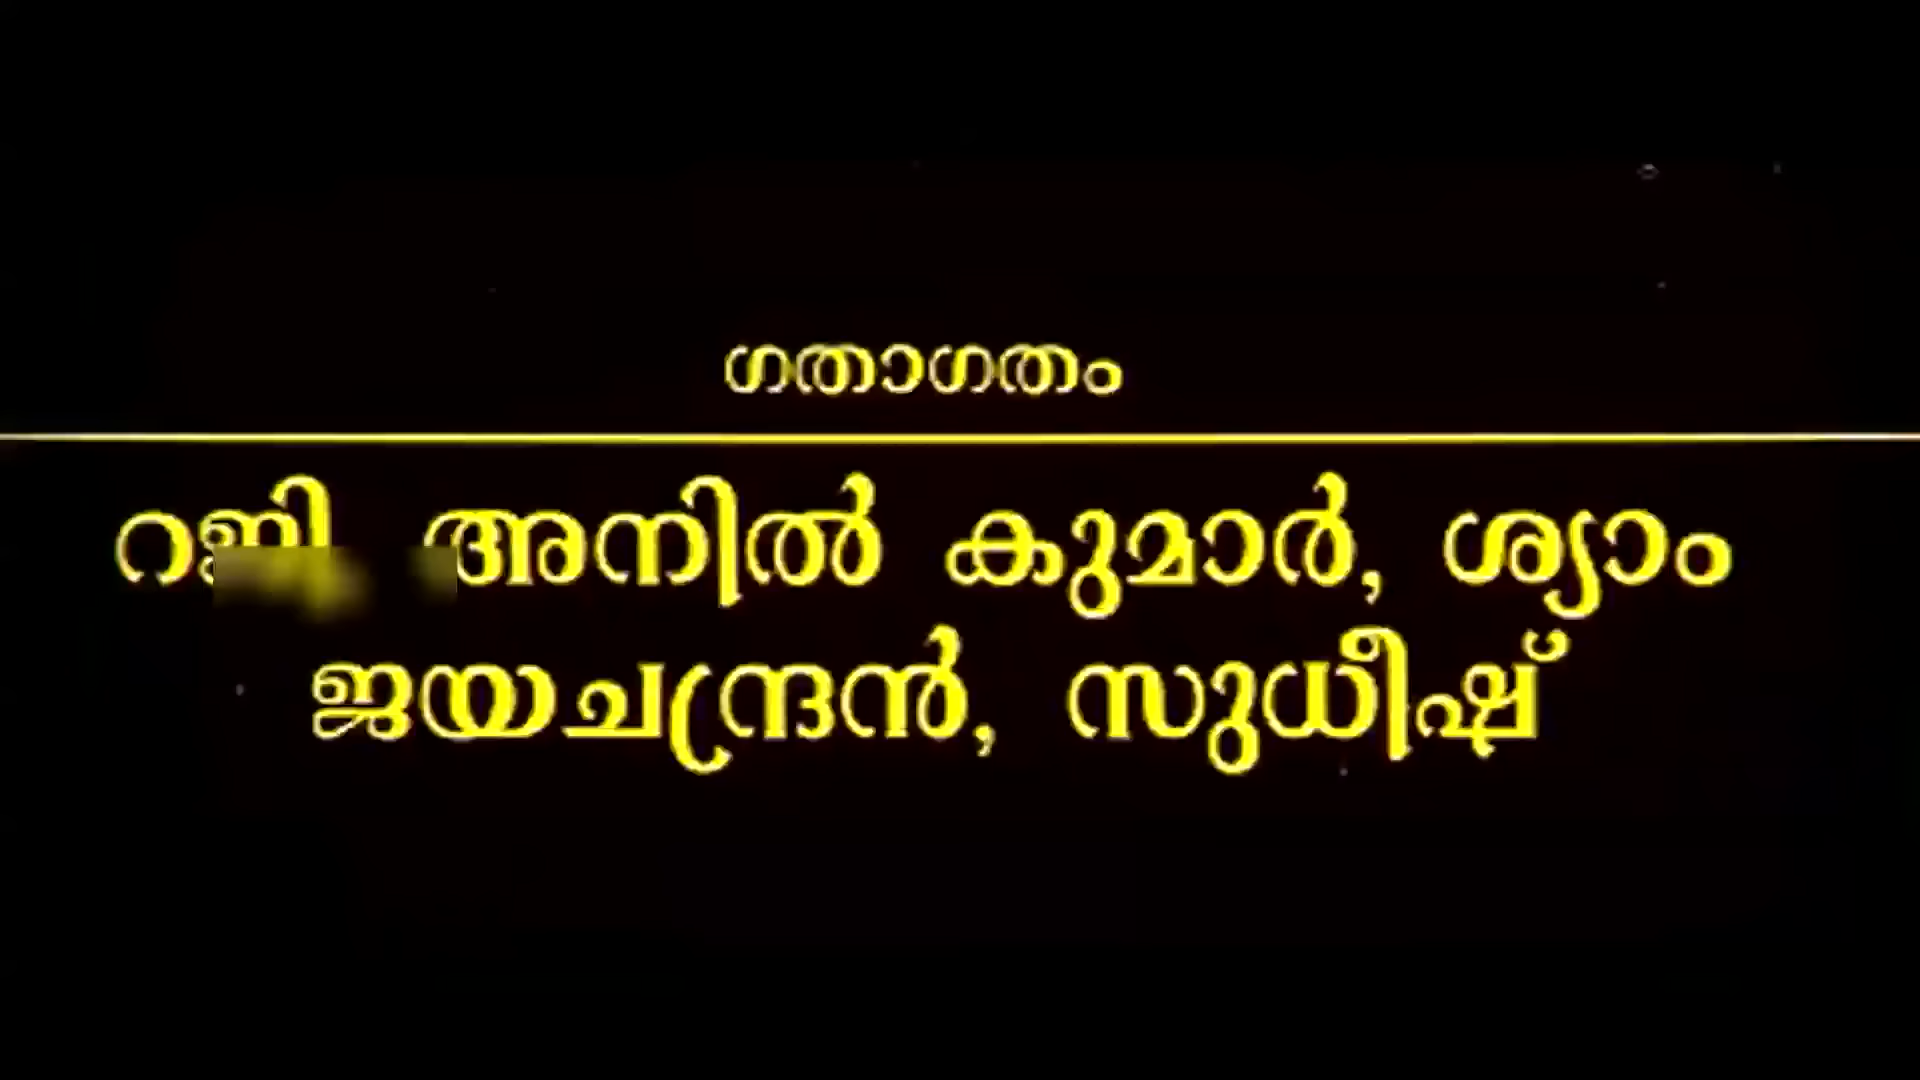 ഗതാഗതം
അനിൽ കുമാർ, ശ്യാം
ജയചന്ദ്രൻ, സുധീഷ്